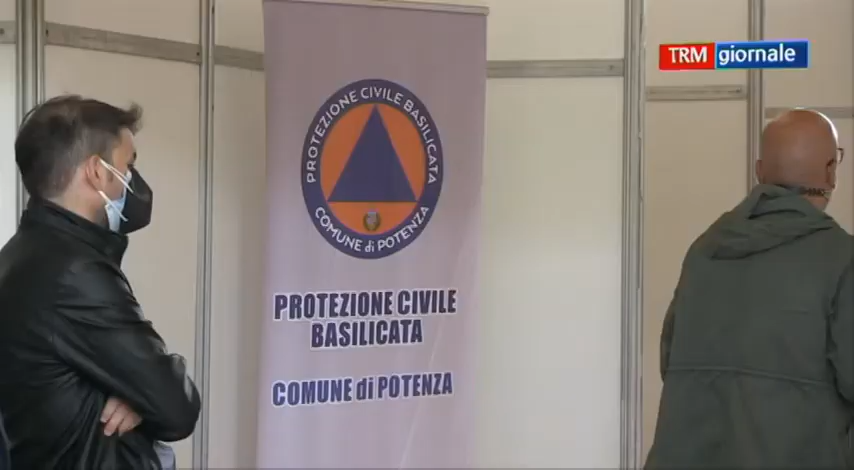 TRM giornale
PROTEZIONE CIVILE BASILICATA
COMUNE di POTENZA
PROTEZIONE CIVILE
BASILICATA
COMUNE di POTENZA